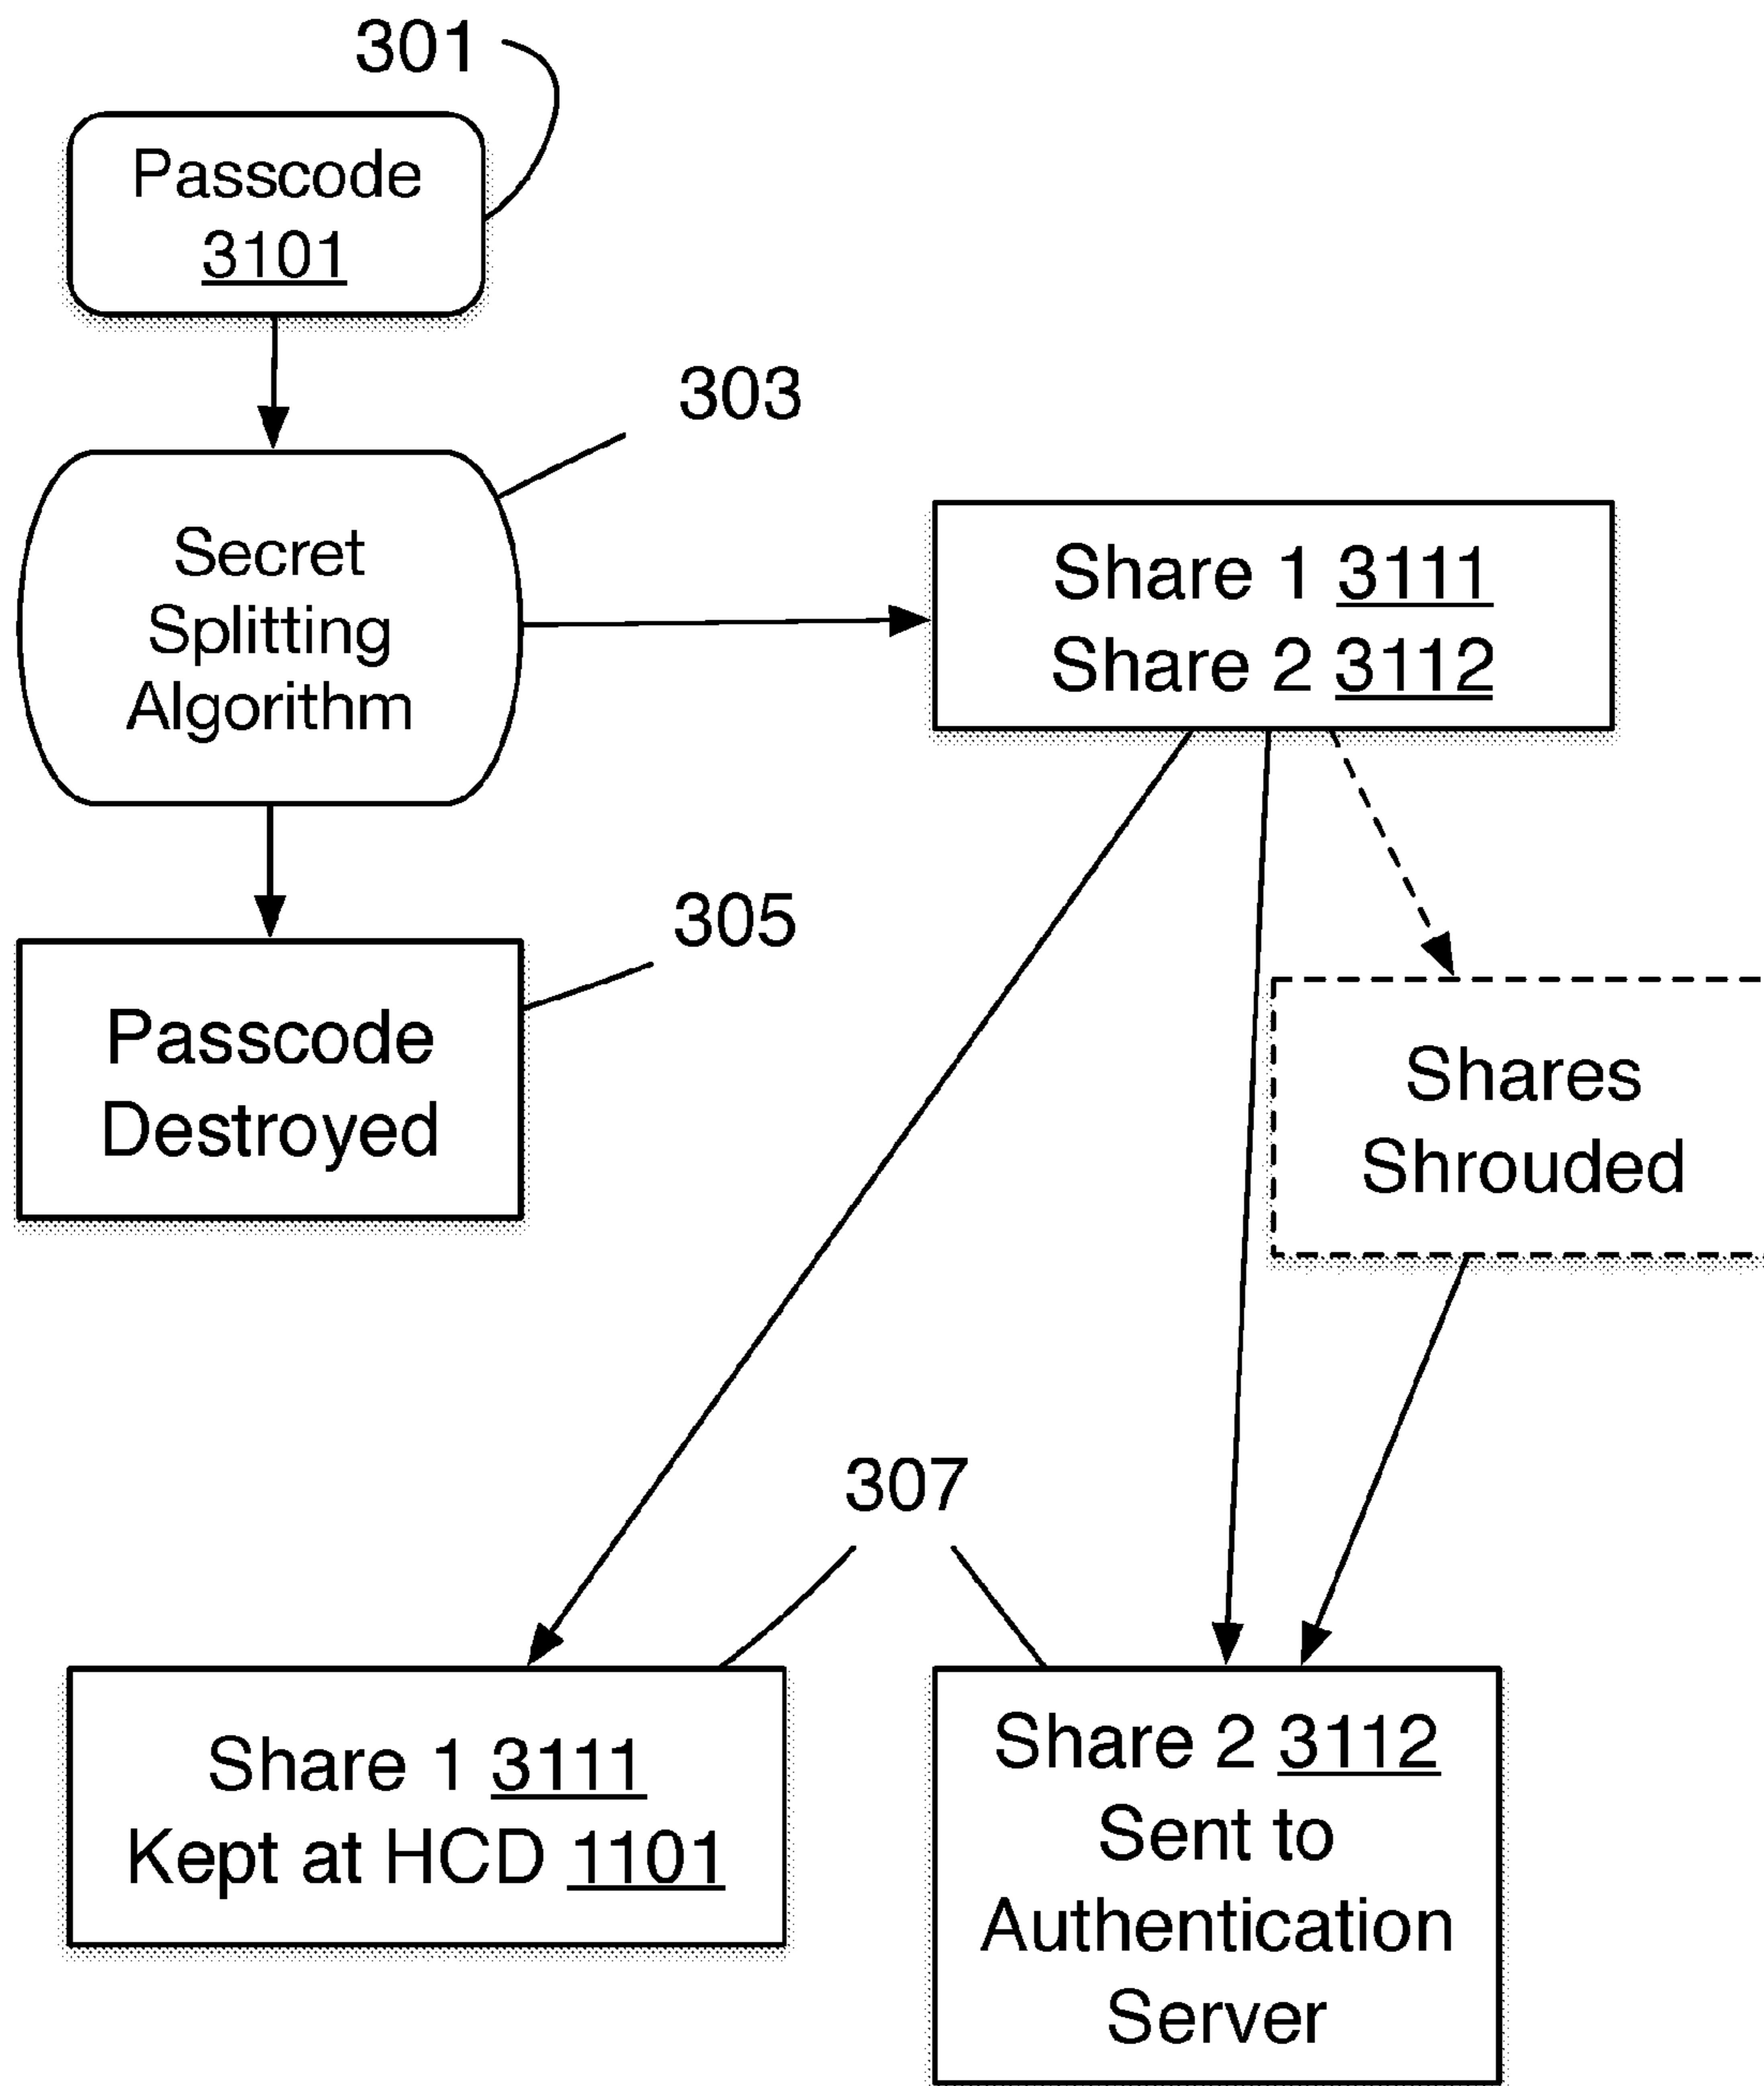 301
Passcode
3101
303
Secret
Splitting
Algorithm
Share 1 3111
Share 2 3112
305
Passcode
Destroyed
Shares
Shrouded
307
Share 1 3111
Kept at HCD 1101
Share 2 3112
Sent to
Authentication
Server